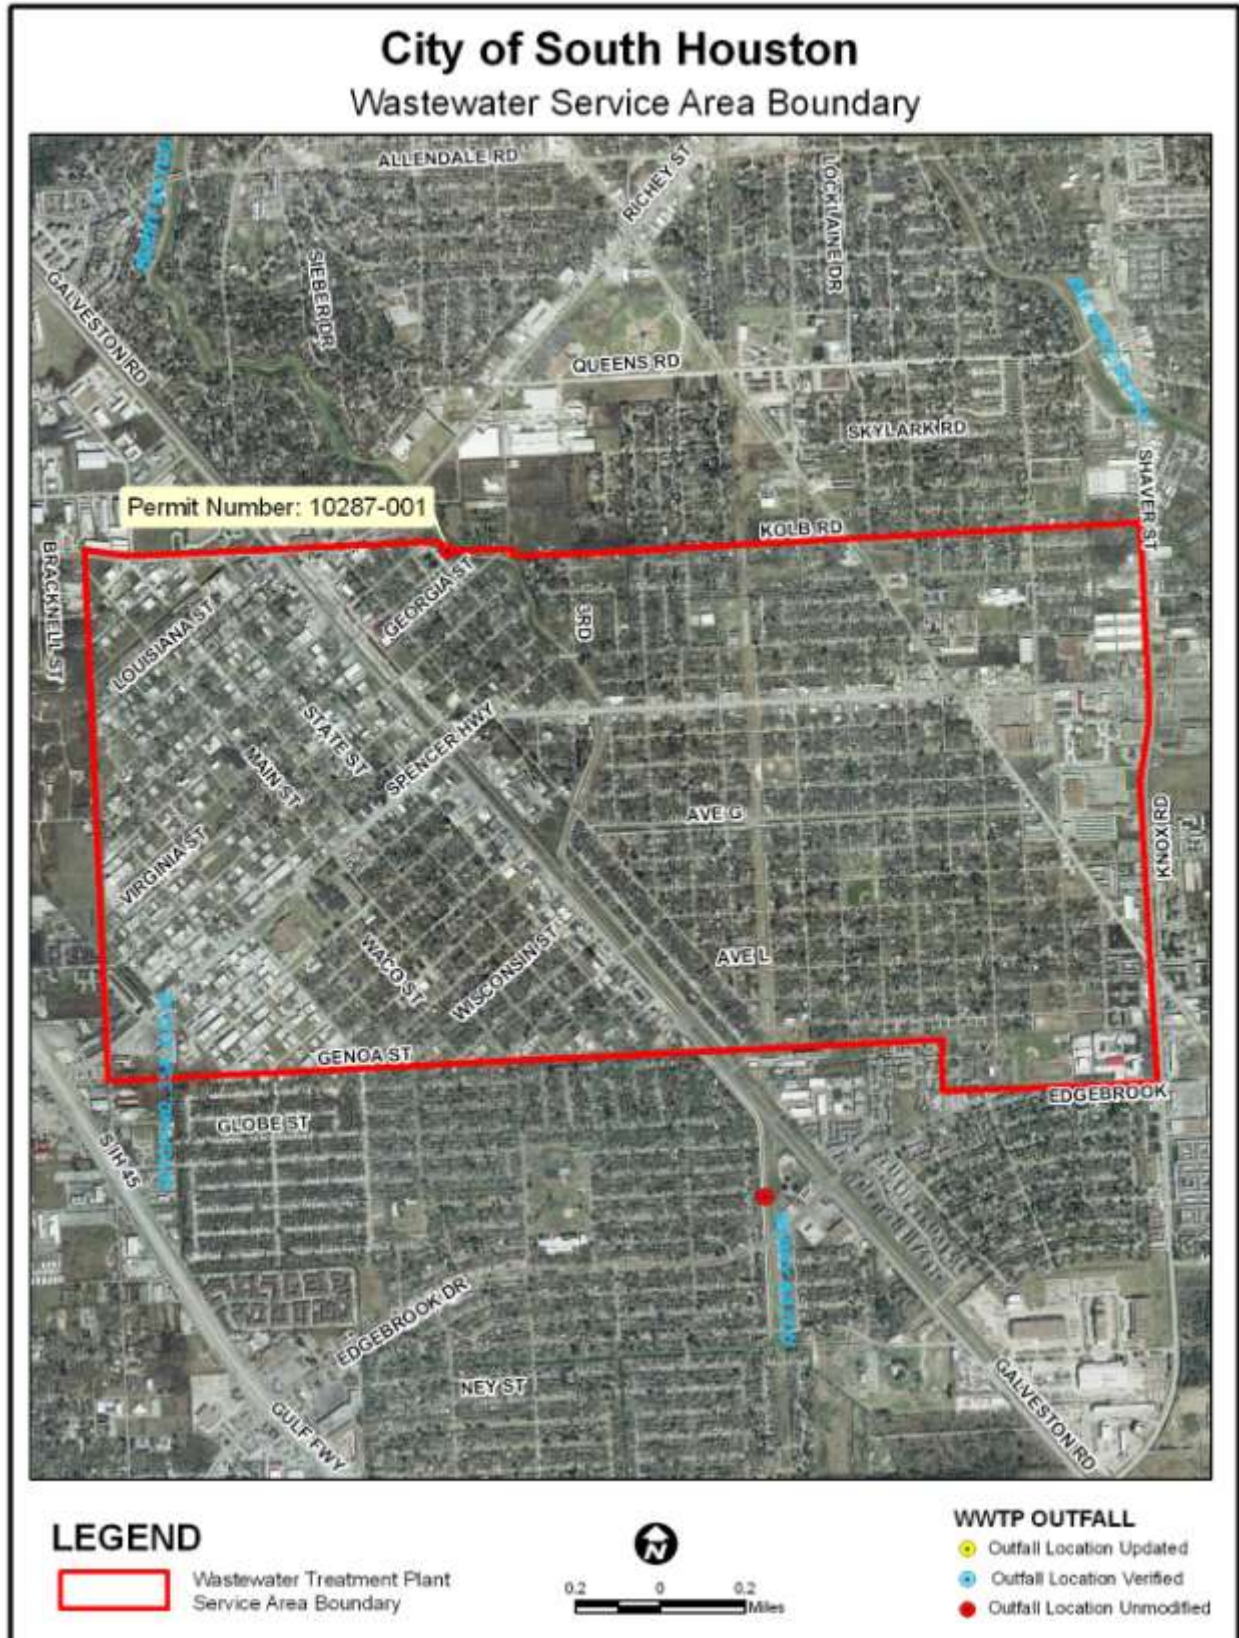 City of South Houston
Wastewater Service Area Boundary
ALLENDALE RD
RICHEY ST
LOCKLAINE DR
SIEBER DR
GALVESTON RD
QUEENS RD
SKYLARK RD
SHAVER ST
Permit Number: 10287-001
KOLB RD
BRACKNELL ST
GEORGIA ST
LOUISIANA ST
3RD
STATE ST
SPENCER HWY
MAIN ST
AVE G
KNOX RD
VIRGINIA ST
WACO ST
WISCONSIN ST
AVE L
GENOA ST
EDGEBROOK
GLOBE ST
S IH 45
EDGEBROOK DR
NEY ST
GALVESTON RD
GULF FWY
LEGEND
Wastewater Treatment Plant
Service Area Boundary
N
0.2 0 0.2
Miles
WWTP OUTFALL
Outfall Location Updated
Outfall Location Verified
Outfall Location Unmodified